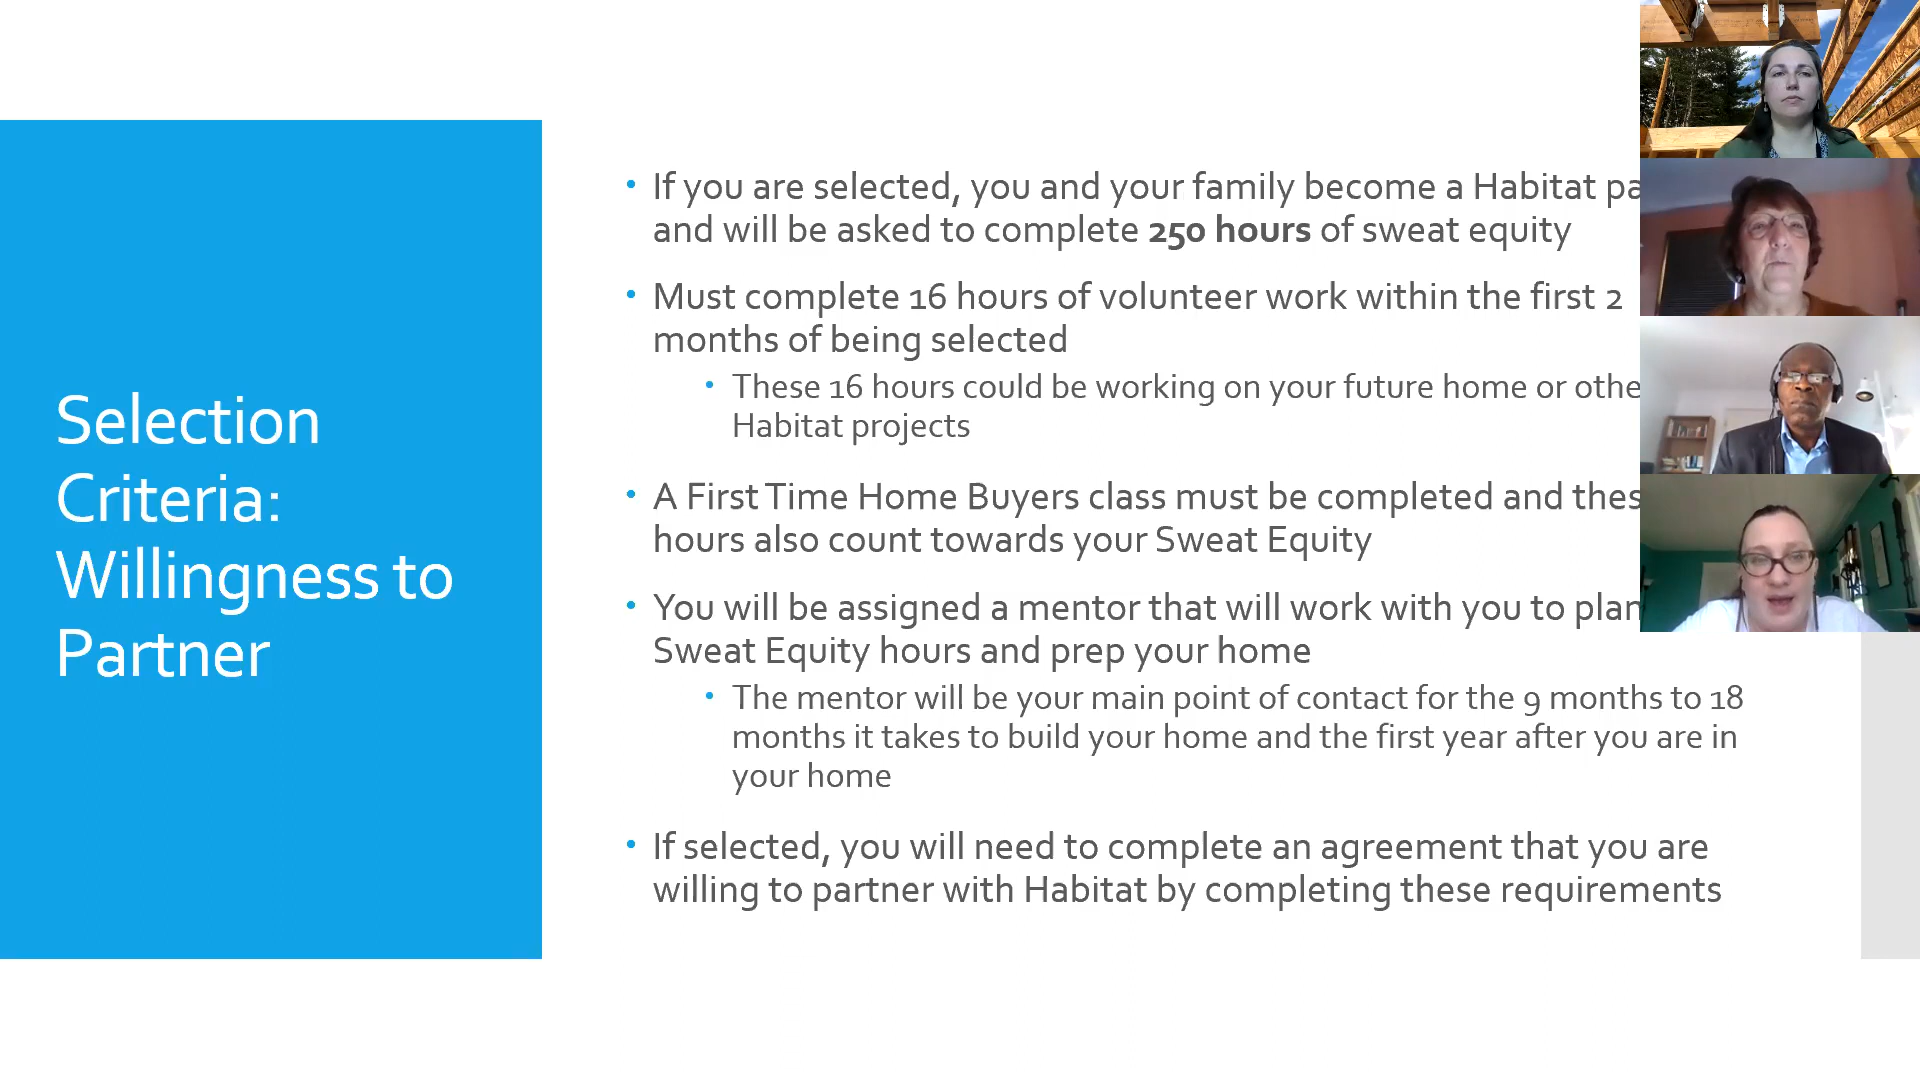 Selection
Criteria:
Willingness to
Partner
• If you are selected, you and your family become a Habitat
and will be asked to complete 250 hours of sweat equity
• Must complete 16 hours of volunteer work within the first 2
months of being selected
• These 16 hours could be working on your future home or
Habitat projects
• A First Time Home Buyers class must be completed and
hours also count towards your Sweat Equity
• You will be assigned a mentor that will work with you to plan
Sweat Equity hours and prep your home
• The mentor will be your main point of contact for the 9 months to 18
months it takes to build your home and the first year after you are in
your home
• If selected, you will need to complete an agreement that you are
willing to partner with Habitat by completing these requirements